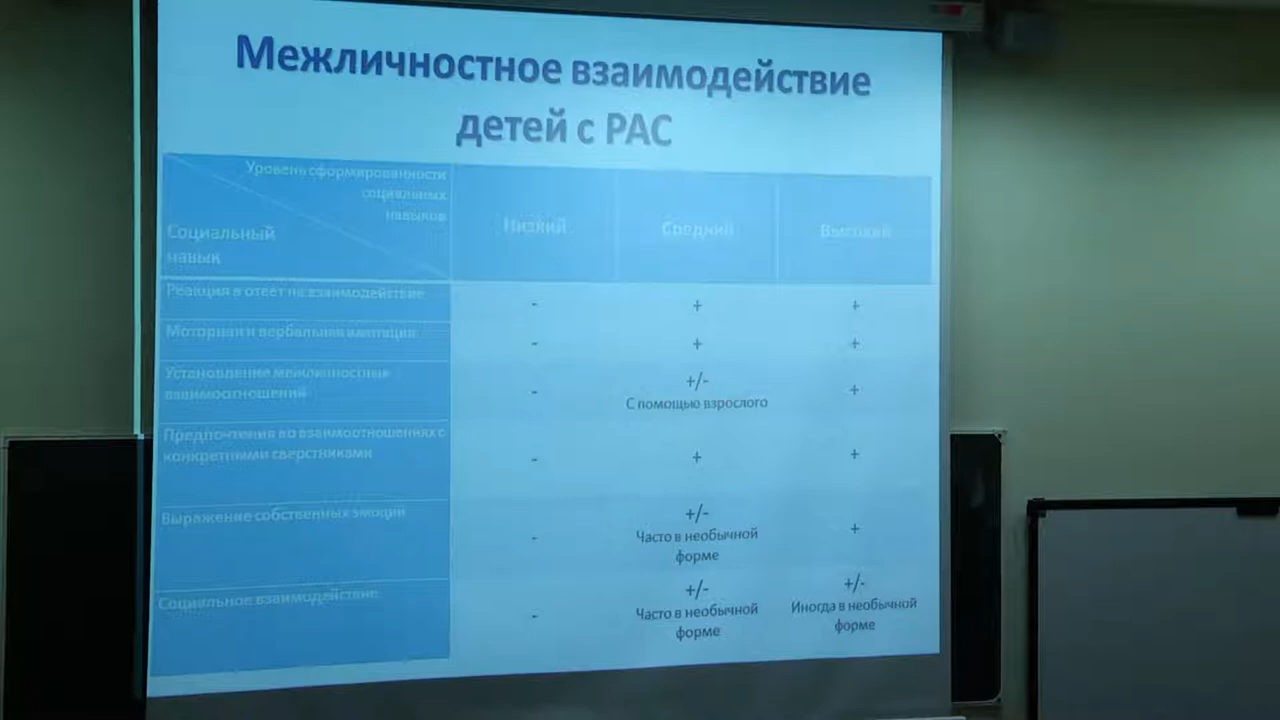 Межличностное взаимодействие
детей с РАС
Уровень сформированности
социальных
навыков
Социальный
навык
Низкий
Средний
Высокий
Реакция в ответ на взаимодействие
-
+
+
Моторная и вербальная имитация
-
+
+
Установление межличностных
взаимоотношений
-
+/-
С помощью взрослого
+
Предпочтения во взаимоотношениях с
конкретными сверстниками
-
+
+
Выражение собственных эмоций
-
+/-
Часто в необычной
форме
+
Социальное взаимодействие
-
+/-
Часто в необычной
форме
+/-
Иногда в необычной
форме